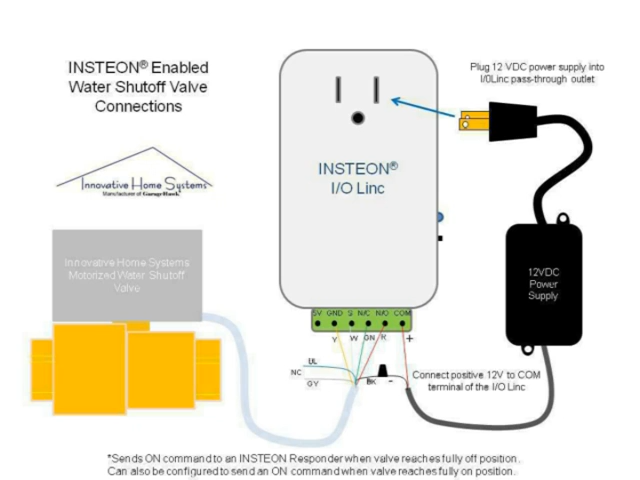 INSTEON® Enabled
Water Shutoff Valve
Connections
Plug 12 VDC power supply into
I/0Linc pass-through outlet
Innovative Home Systems
Manufacturer of
INSTEON®
I/O Linc
Innovative Home Systems
Motorized Water Shutoff
Valve
12VDC
Power
Supply
5V GND S N/C N/O COM
Y W GN R +
BL
NC
GY
BK -
Connect positive 12V to COM
terminal of the I/O Linc
*Sends ON command to an INSTEON Responder when valve reaches fully off position.
Can also be configured to send an ON command when valve reaches fully on position.